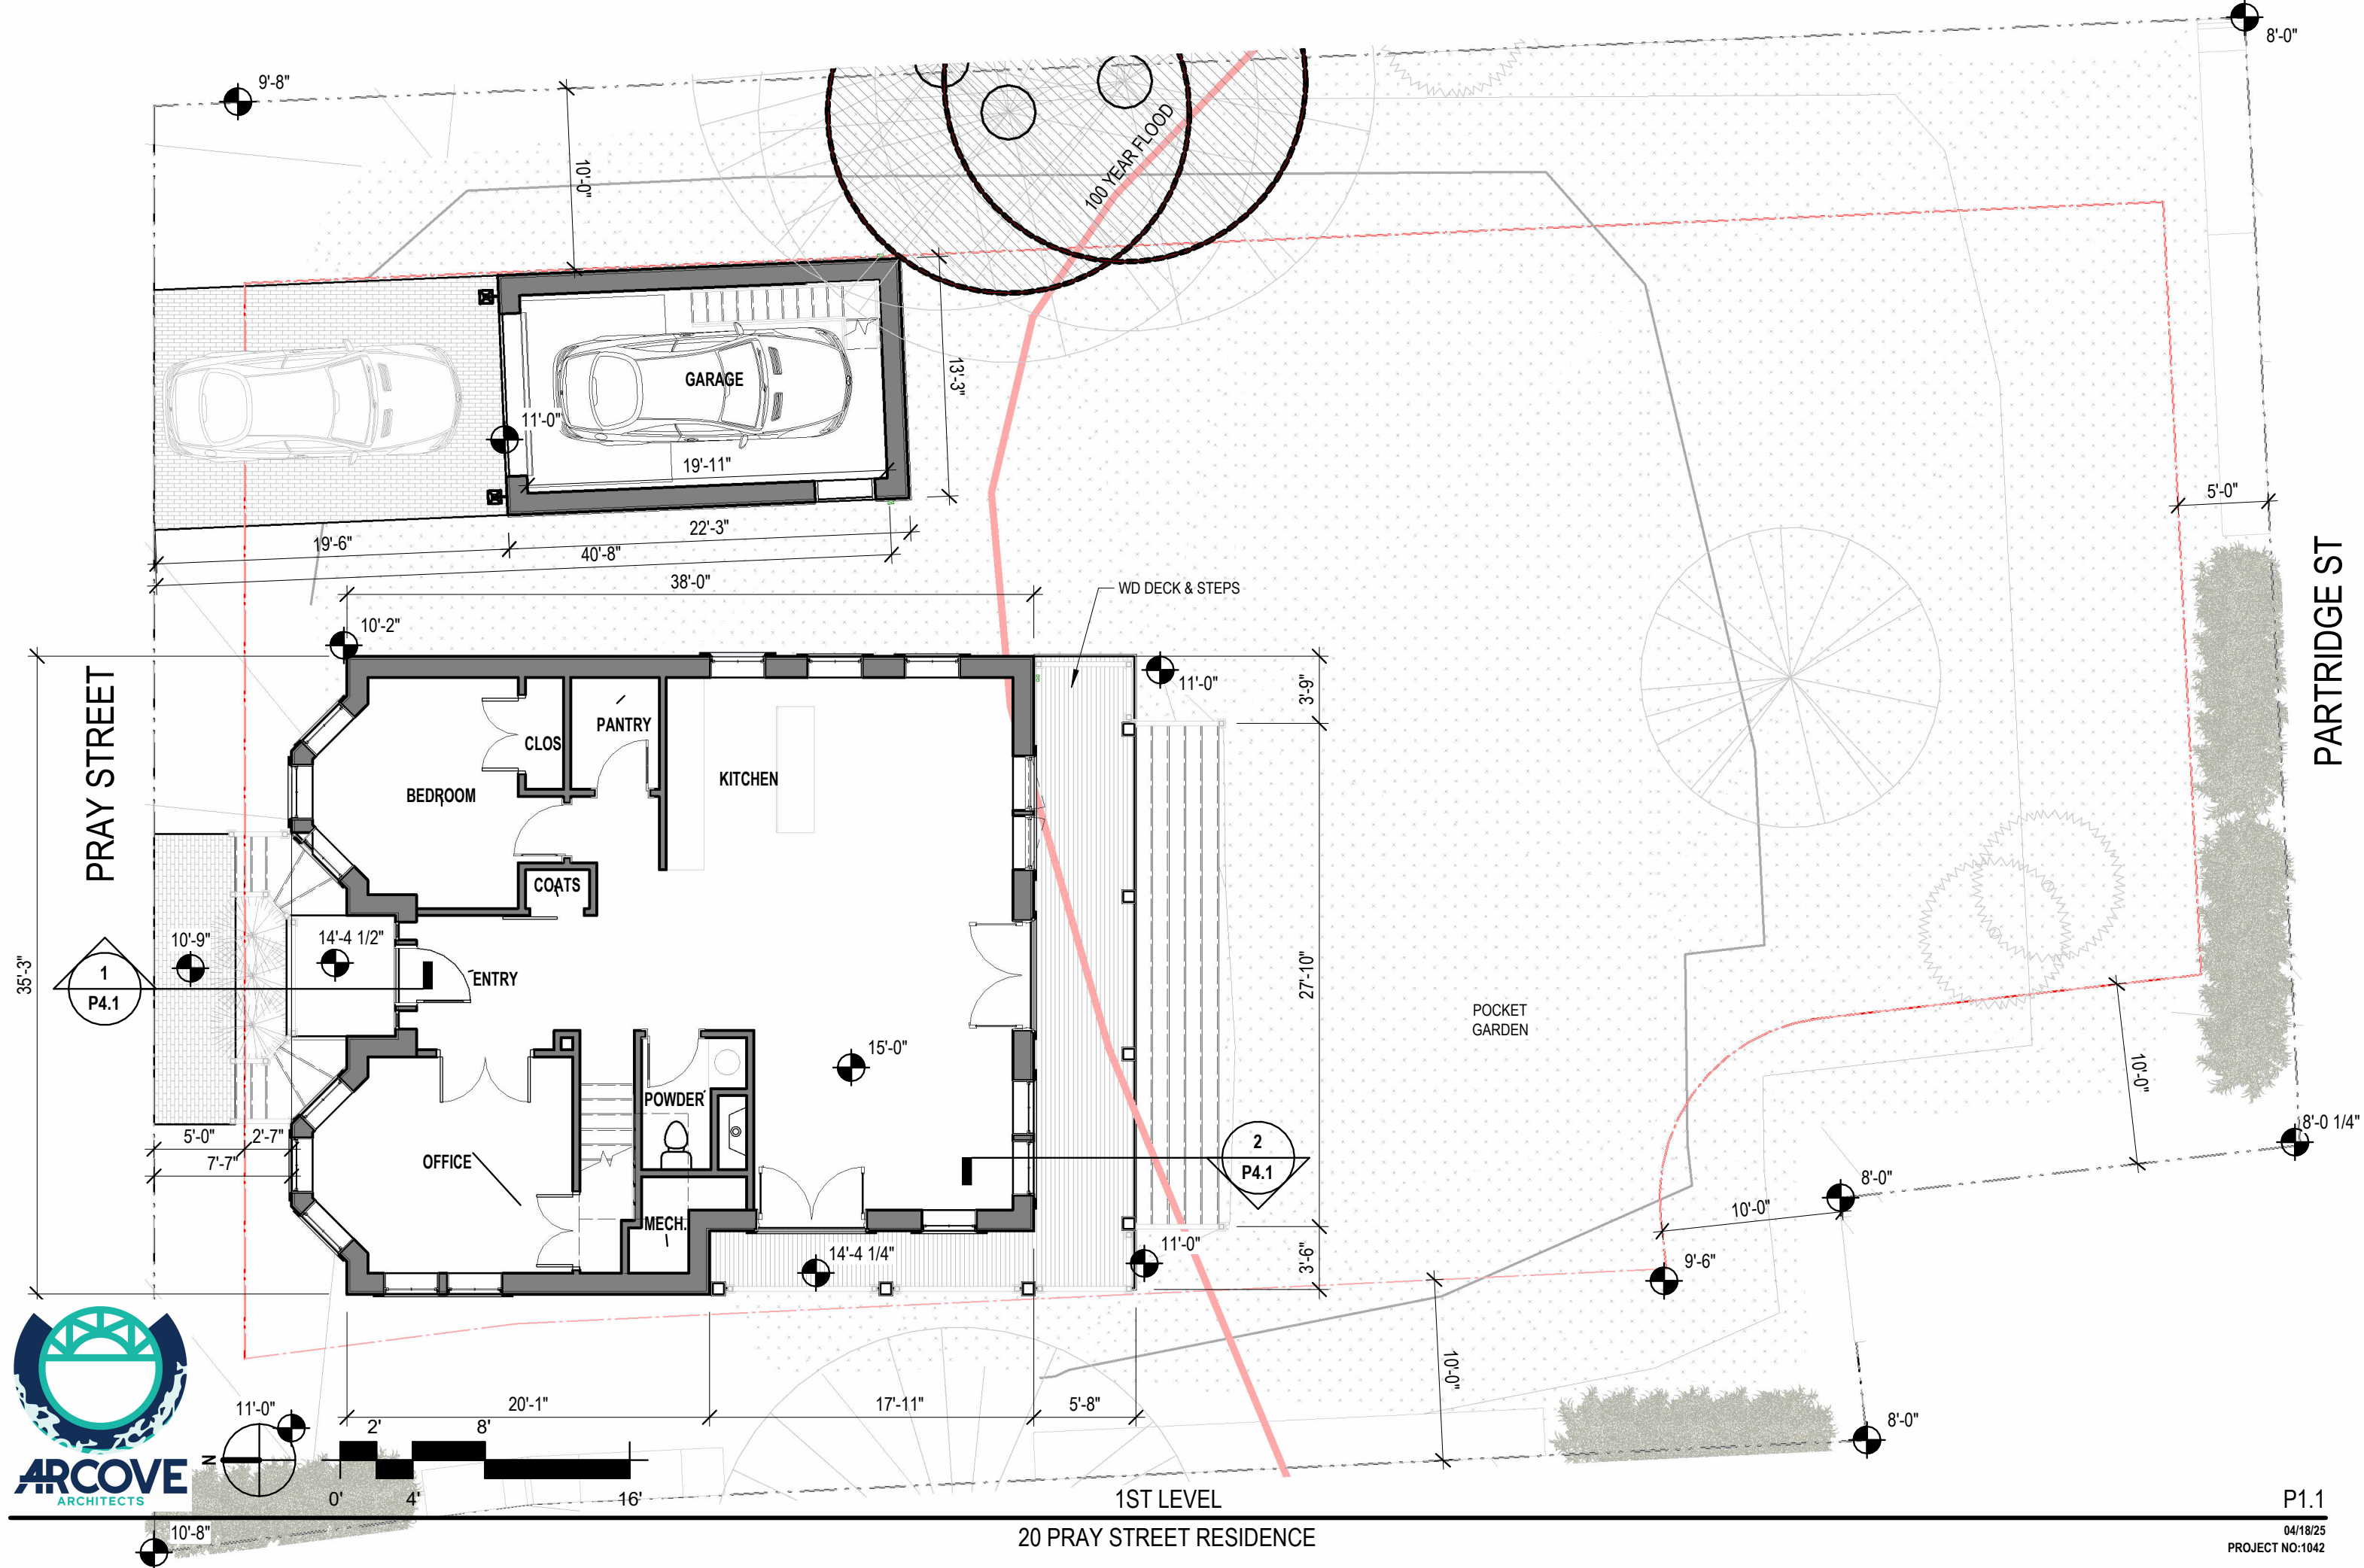 8'-0"
9'-8"
100 YEAR FLOOD
10'-0"
GARAGE
13'-3"
11'-0"
19'-11"
5'-0"
22'-3"
19'-6"
40'-8"
38'-0"
WD DECK & STEPS
PARTRIDGE ST
10'-2"
PRAY STREET
11'-0"
3'-9"
PANTRY
CLOS
KITCHEN
BEDROOM
COATS
10'-9"
14'-4 1/2"
35'-3"
1
P4.1
ENTRY
27'-10"
POCKET
GARDEN
15'-0"
10'-0"
POWDER
8'-0 1/4"
5'-0"
2'-7"
7'-7"
OFFICE
2
P4.1
8'-0"
10'-0"
MECH.
14'-4 1/4"
11'-0"
3'-6"
9'-6"
10'-0"
20'-1"
17'-11"
5'-8"
11'-0"
8'-0"
2'
8'
N
0'
4'
16'
ARCOVE
ARCHITECTS
1ST LEVEL
P1.1
10'-8"
20 PRAY STREET RESIDENCE
04/18/25
PROJECT NO:1042